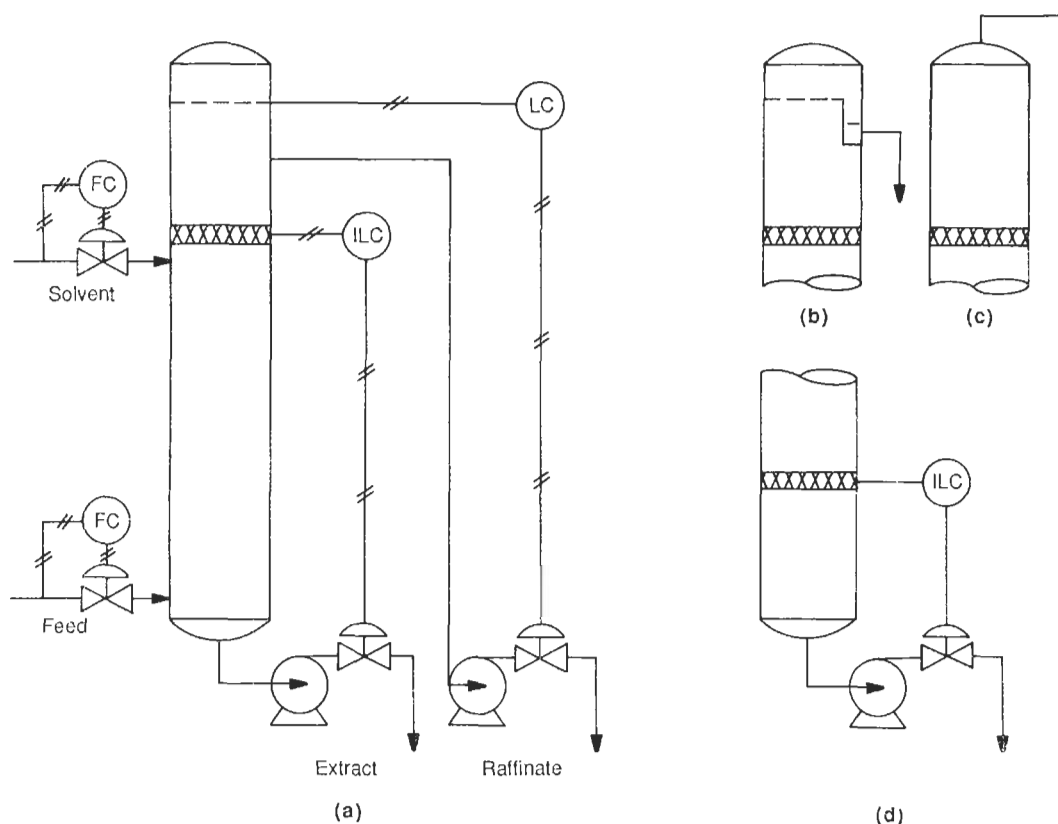 LC
FC
ILC
Solvent
(b)
(c)
FC
ILC
Feed
Extract
Raffinate
(a)
(d)